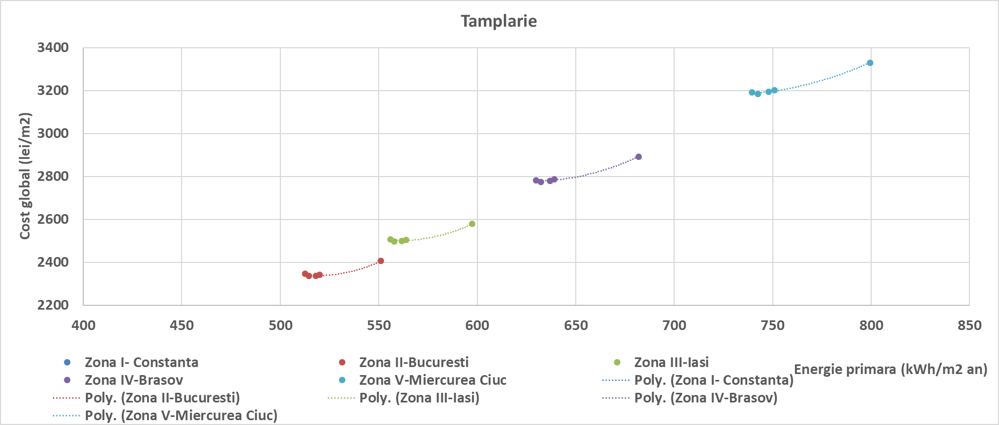 Tamplarie
3400
3200
3000
2800
2600
2400
2200
Cost global (lei/m2)
400 450 500 550 600 650 700 750 800 850
Zona I- Constanta Zona II-Bucuresti Zona III-Iasi
Energie primara (kWh/m2 an)
Zona IV-Brasov Zona V-Miercurea Ciuc Poly. (Zona I- Constanta)
Poly. (Zona II-Bucuresti) Poly. (Zona III-Iasi) Poly. (Zona IV-Brasov)
Poly. (Zona V-Miercurea Ciuc)